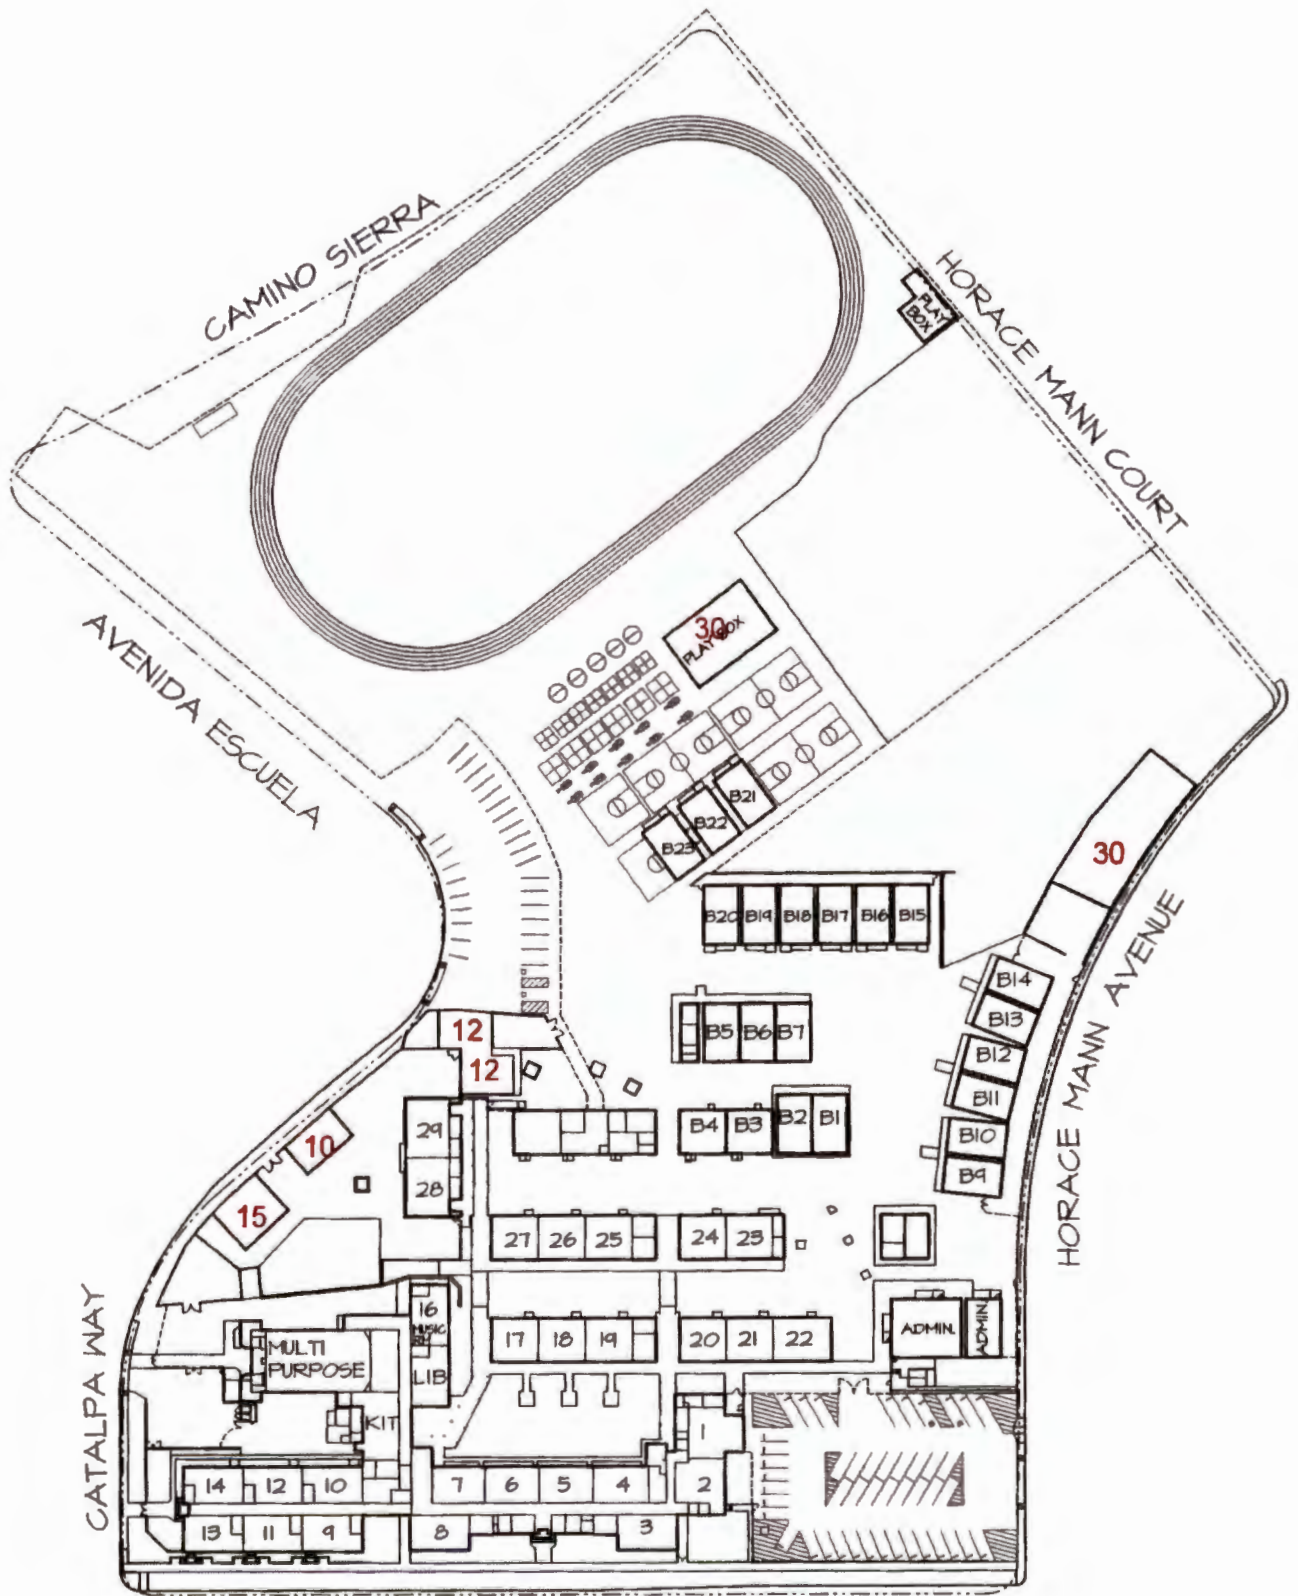 CAMINO SIERRA
HORACE MANN COURT
PLAY
BOX
AVENIDA ESCUELA
30
PLAY BOX
B21
B22
B23
30
B20 B19 B18 B17 B16 B15
HORACE MANN AVENUE
B14
B13
B12
B11
B10
B9
B5 B6 B7
12
12
B4 B3 B2 B1
10
29
28
15
27 26 25 24 23
CATALPA WAY
16
MUSIC
RM
LIB
17 18 19 20 21 22
ADMIN.
ADMIN.
MULTI
PURPOSE
KIT
1
2
14 12 10 7 6 5 4
13 11 9 8 3